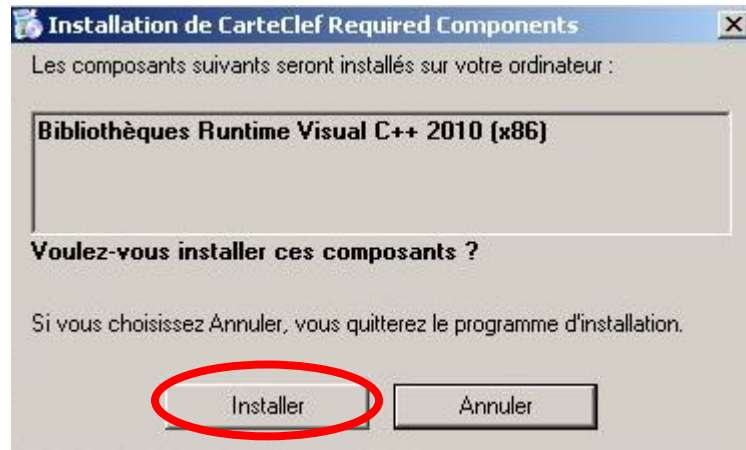 Installation de CarteClef Required Components
Les composants suivants seront installés sur votre ordinateur :
Bibliothèques Runtime Visual C++ 2010 (x86)
Voulez-vous installer ces composants ?
Si vous choisissez Annuler, vous quitterez le programme d'installation.
Installer Annuler